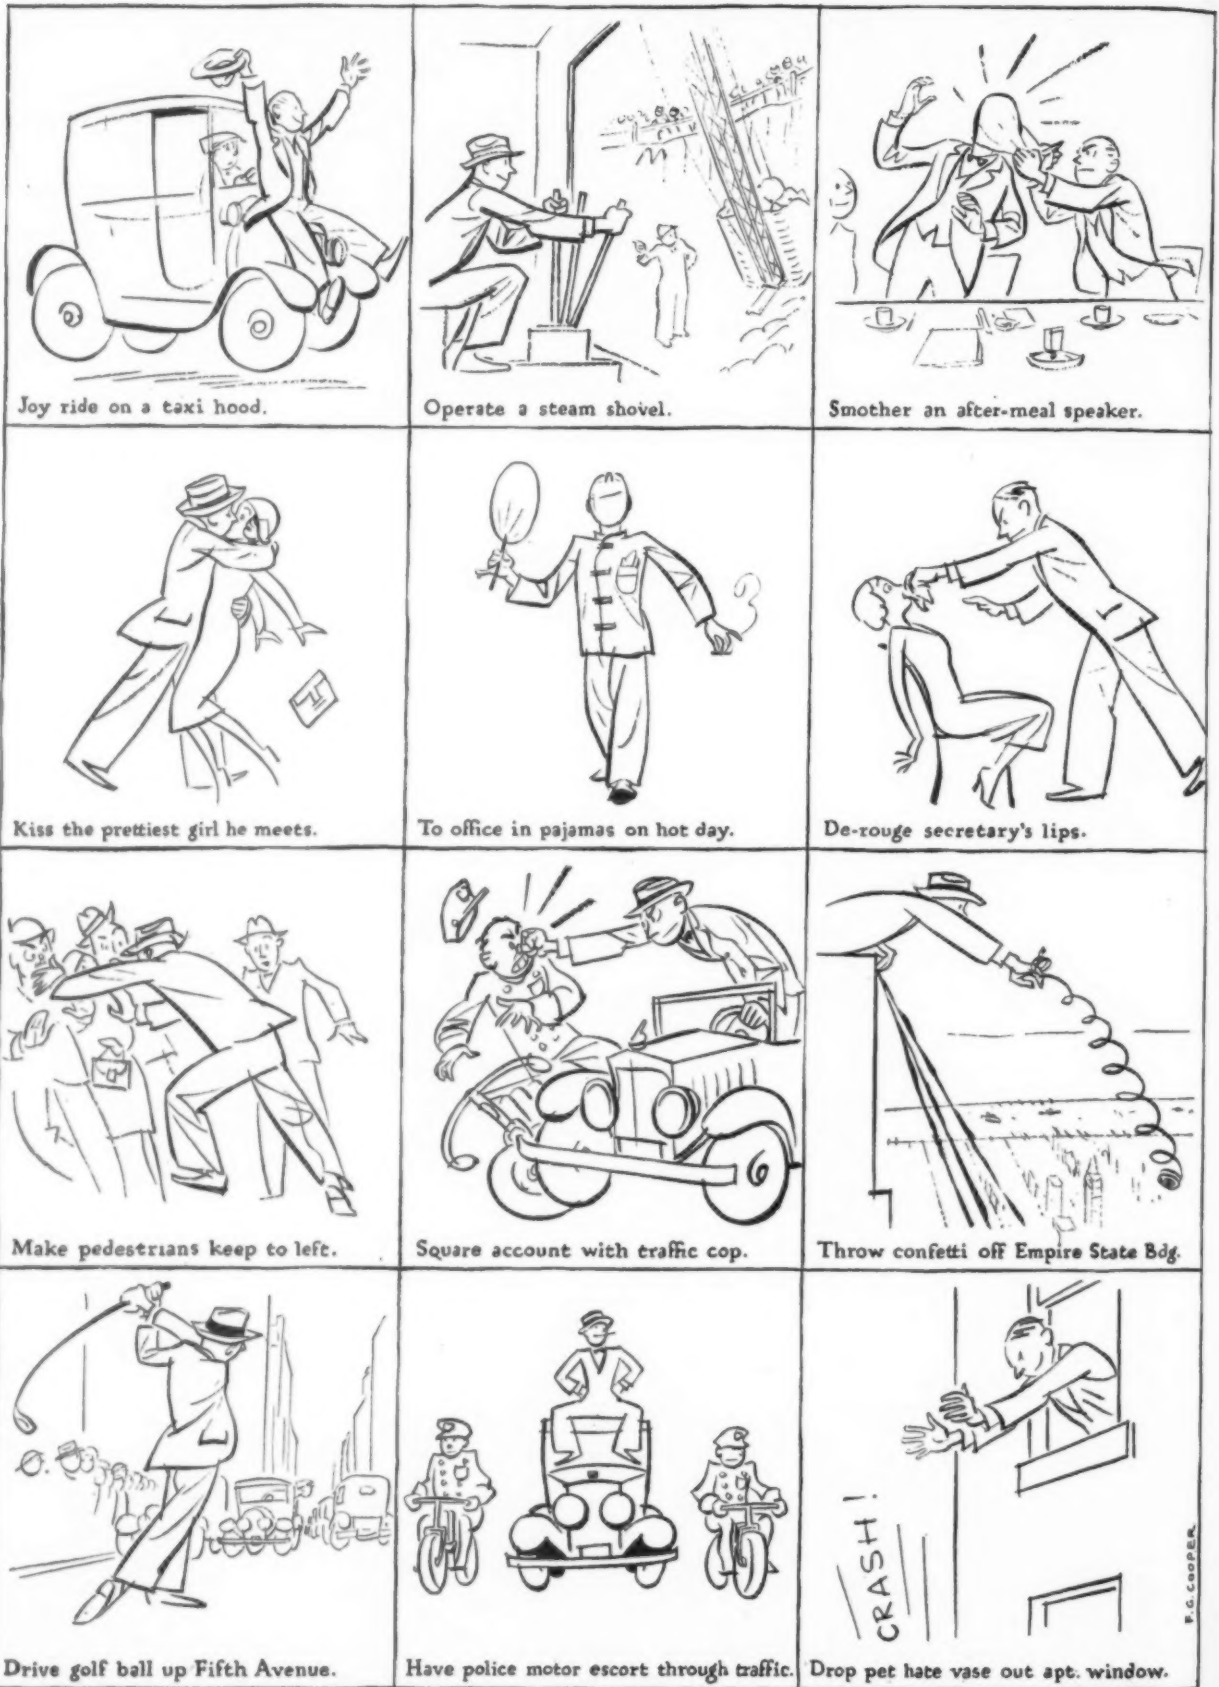 Joy ride on a taxi hood.
Operate a steam shovel.
Smother an after-meal speaker.
Kiss the prettiest girl he meets.
To office in pajamas on hot day.
De-rouge secretary's lips.
Make pedestrians keep to left.
Square account with traffic cop.
Throw confetti off Empire State Bdg.
Drive golf ball up Fifth Avenue.
Have police motor escort through traffic.
CRASH!
Drop pet hate vase out apt. window.
F.G. COOPER